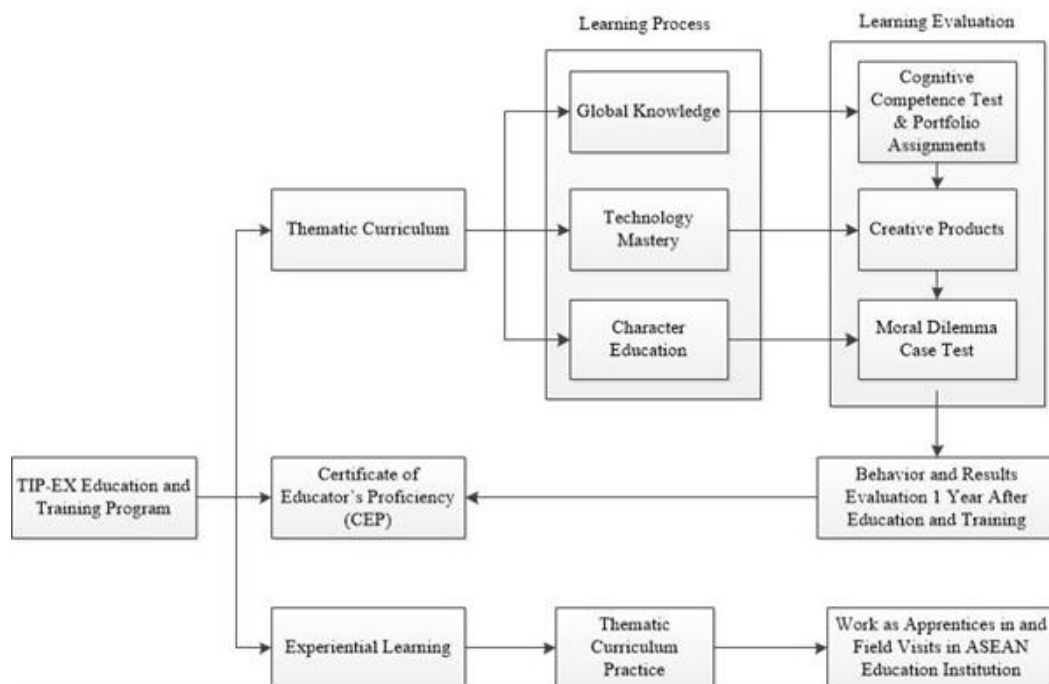 Learning Process
Learning Evaluation
Global Knowledge
Cognitive
Competence Test
& Portfolio
Assignments
Thematic Curriculum
Technology
Mastery
Creative Products
Character
Education
Moral Dilemma
Case Test
TIP-EX Education and
Training Program
Certificate of
Educator`s Proficiency
(CEP)
Behavior and Results
Evaluation 1 Year After
Education and Training
Experiential Learning
Thematic
Curriculum
Practice
Work as Apprentices in and
Field Visits in ASEAN
Education Institution